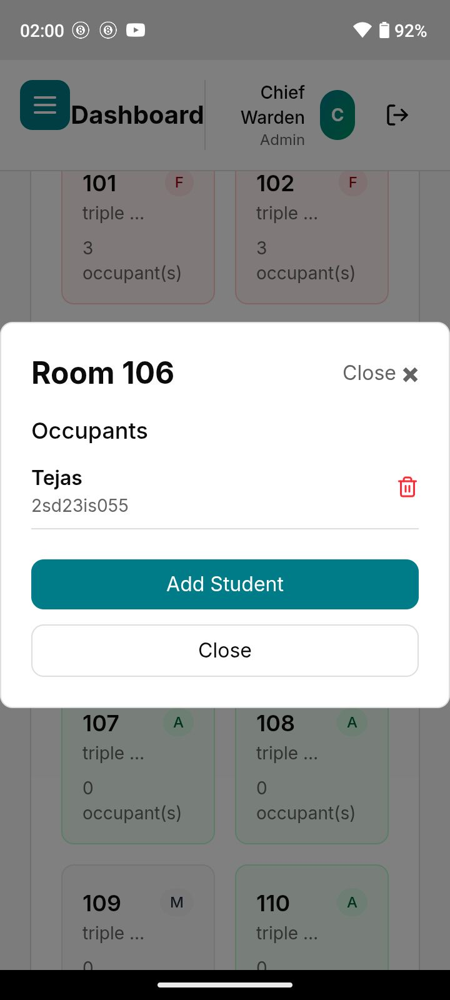 02:00
92%
Dashboard
Chief
Warden
Admin
C
101 F
triple ...
3
occupant(s)
102 F
triple ...
3
occupant(s)
Room 106
Close ×
Occupants
Tejas
2sd23is055
Add Student
Close
107 A
triple ...
0
occupant(s)
108 A
triple ...
0
occupant(s)
109 M
triple ...
0
110 A
triple ...
0